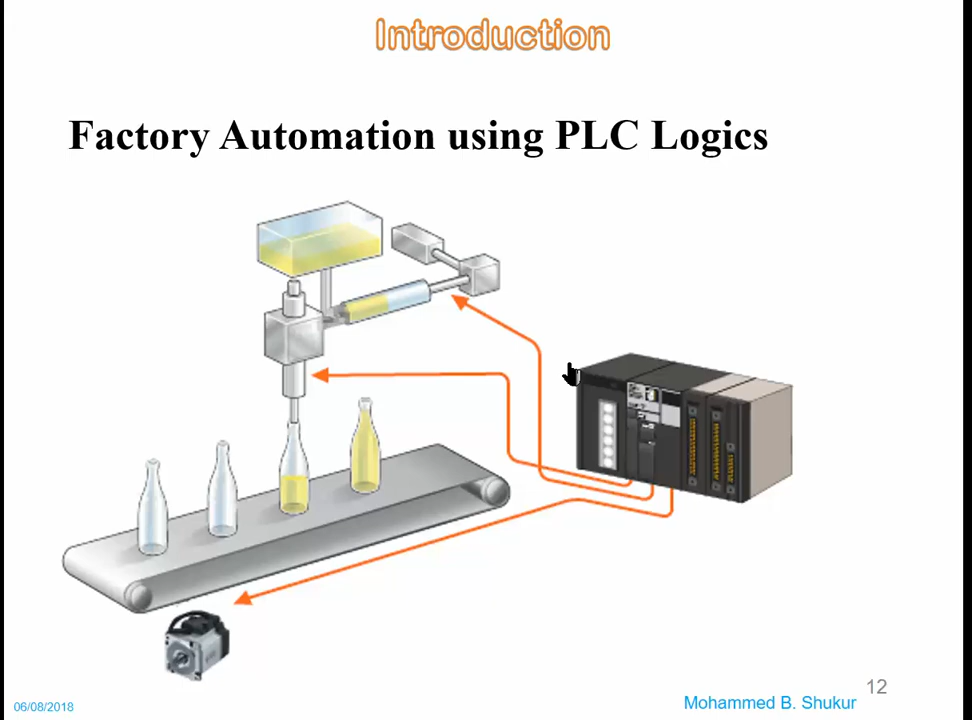 Introduction
Factory Automation using PLC Logics
06/08/2018
Mohammed B. Shukur
12